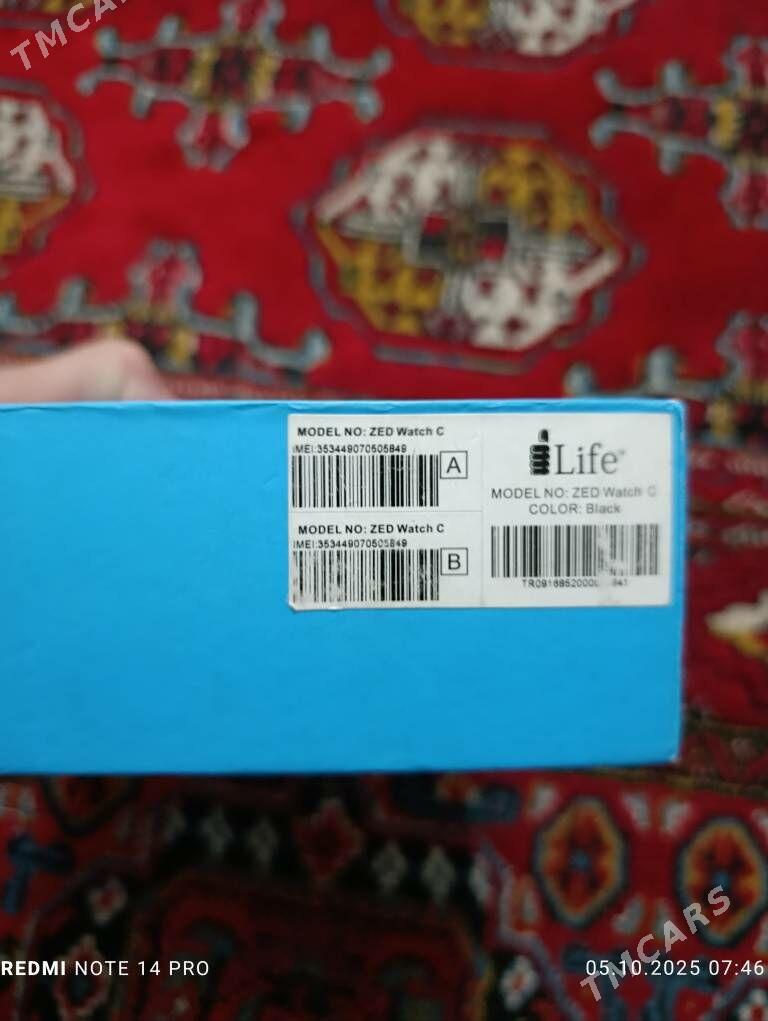 TMCARS
MODEL NO: ZED Watch C
IMEI:353449070505849
A
MODEL NO: ZED Watch C
IMEI:353449070505849
B
iLife
MODEL NO: ZED Watch C
COLOR: Black
TMCARS
REDMI NOTE 14 PRO
05.10.2025 07:46